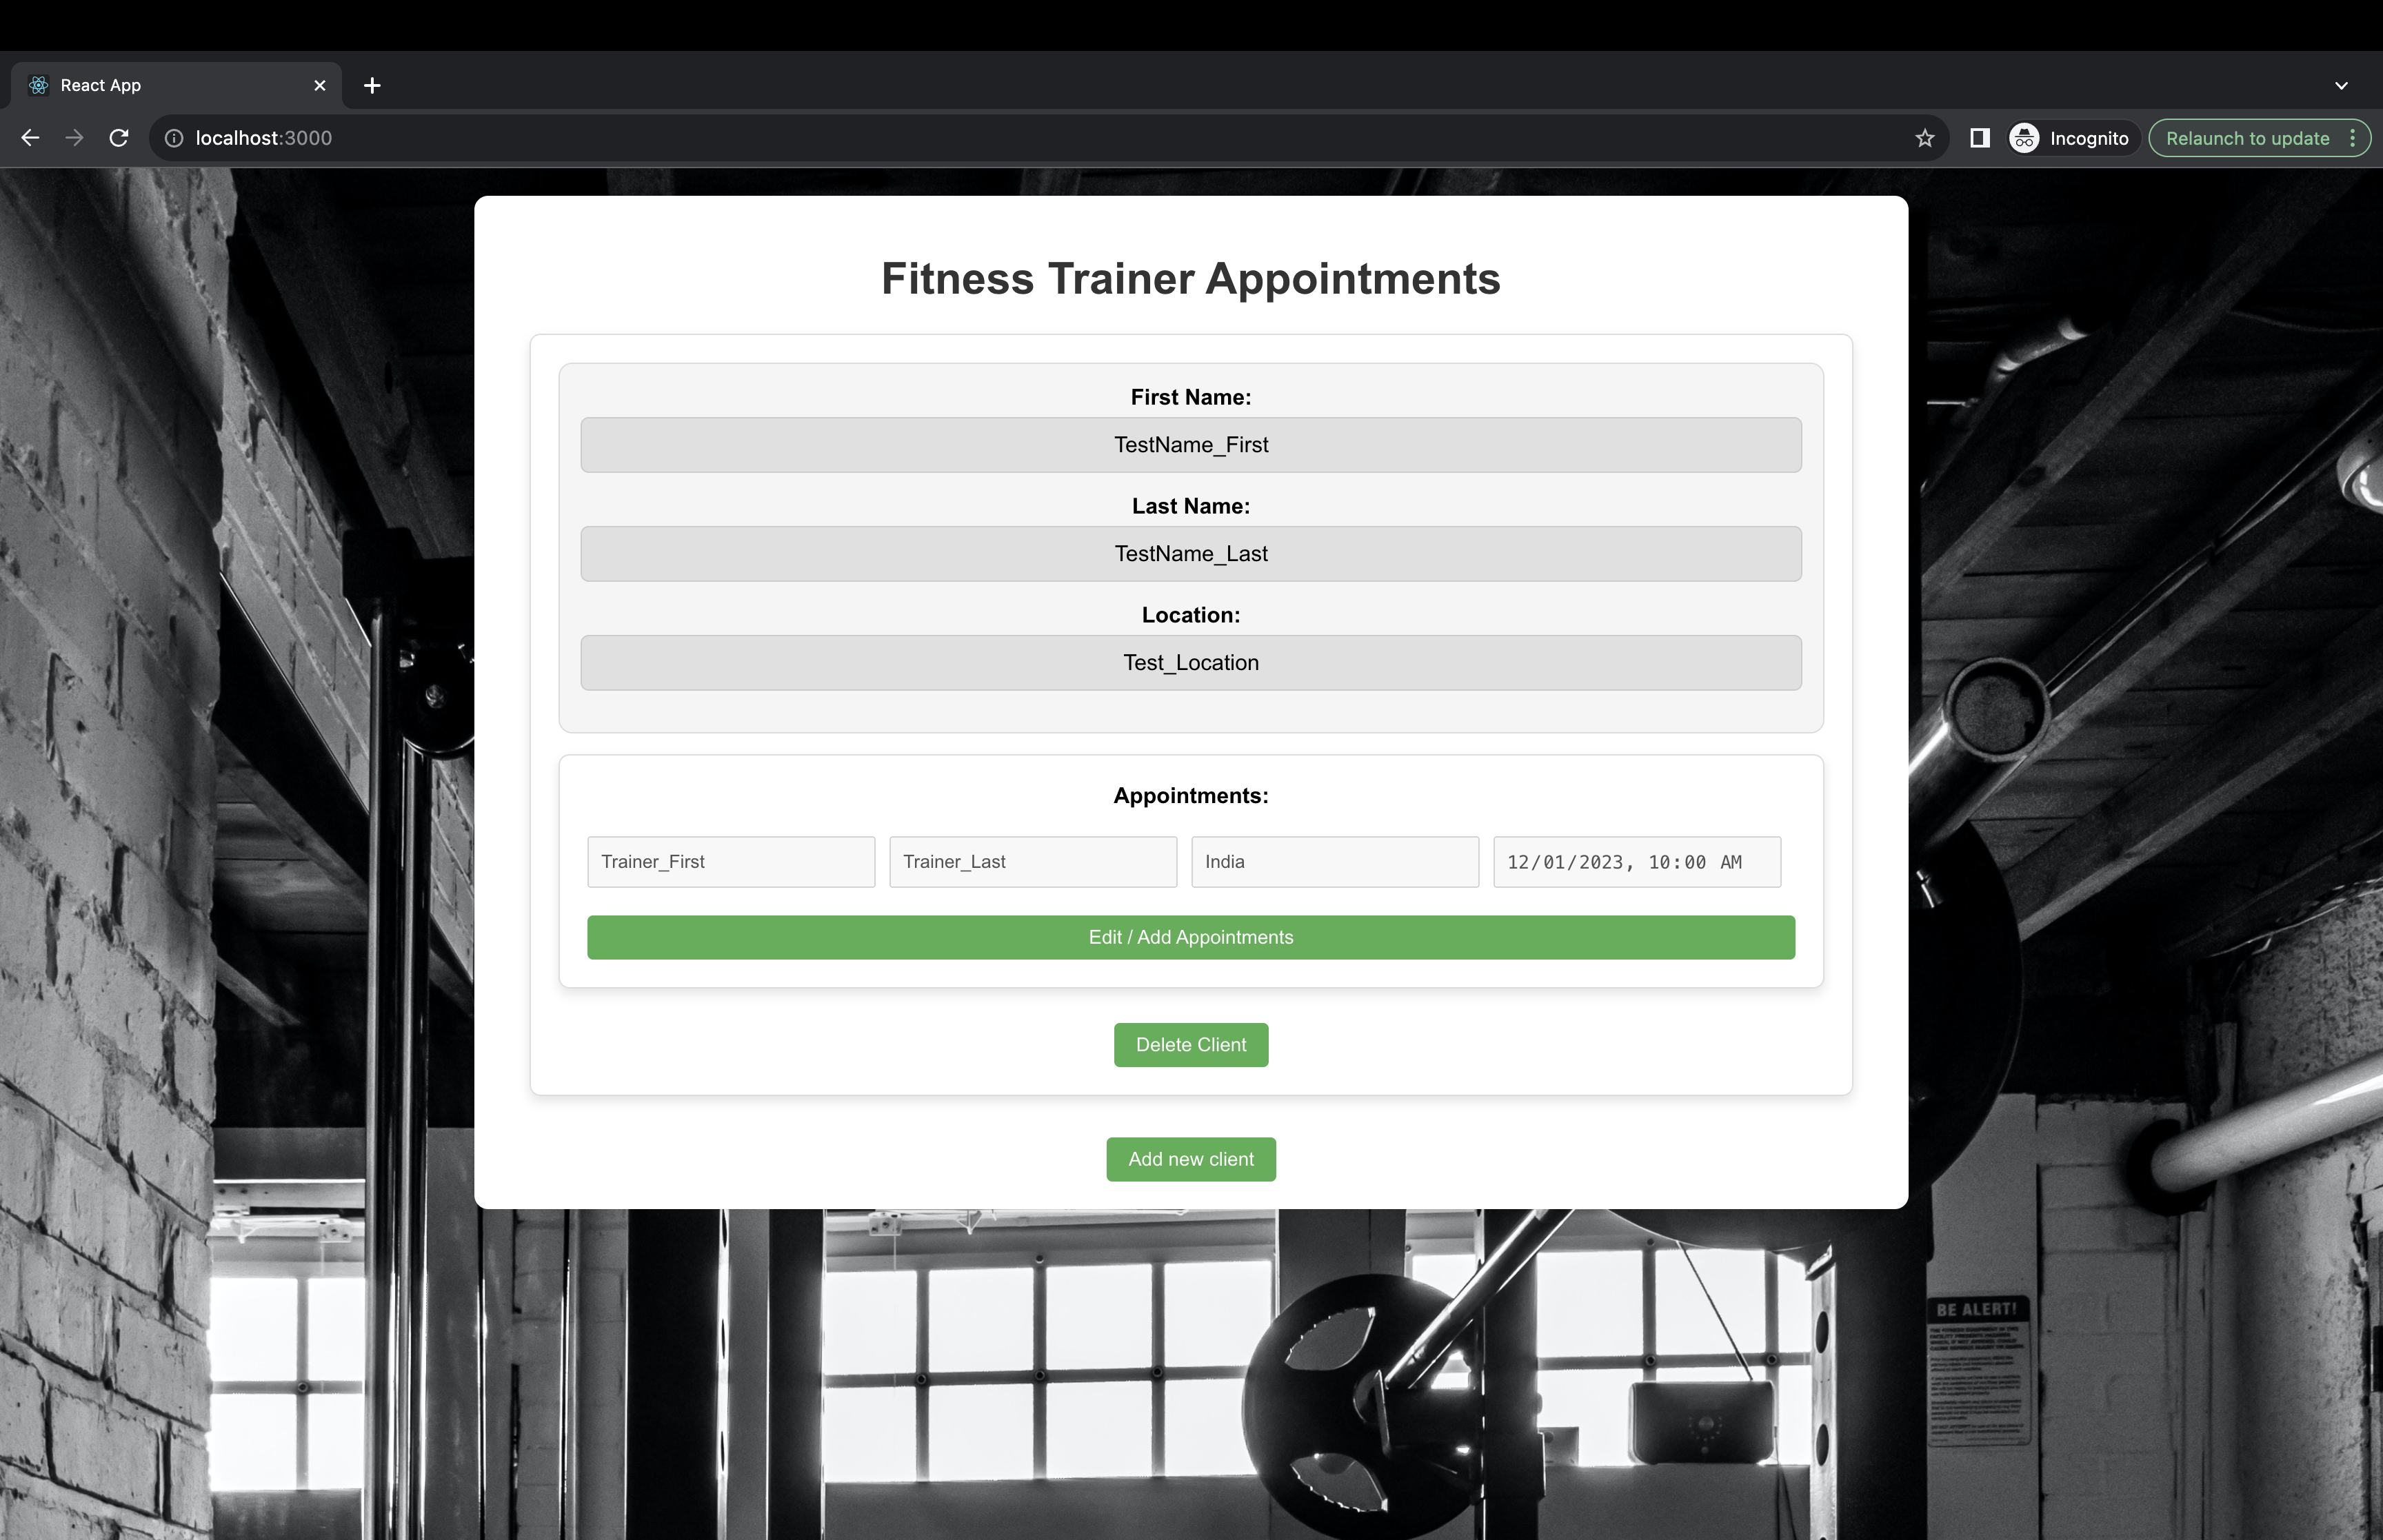 React App
localhost:3000
Incognito
Relaunch to update
Fitness Trainer Appointments
First Name:
TestName_First
Last Name:
TestName_Last
Location:
Test_Location
Appointments:
Trainer_First Trainer_Last India 12/01/2023, 10:00 AM
Edit / Add Appointments
Delete Client
Add new client
BE ALERT!